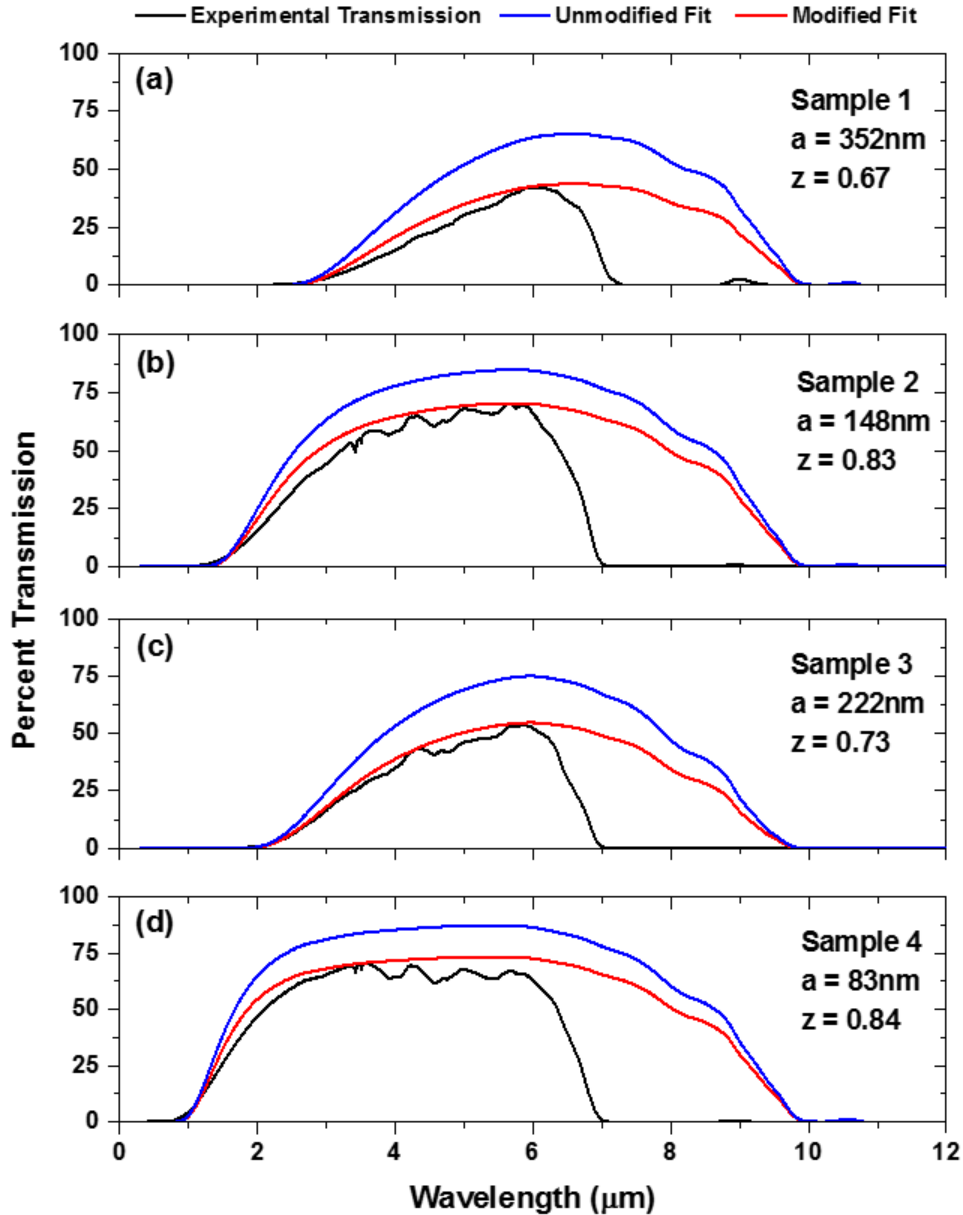 Experimental Transmission Unmodified Fit Modified Fit
100
(a)
75
Sample 1
a = 352nm
50
z = 0.67
25
0
100
(b)
Sample 2
75
a = 148nm
50
z = 0.83
25
0
100
(c)
Sample 3
75
a = 222nm
50
z = 0.73
25
0
100
(d)
Sample 4
75
a = 83nm
50
z = 0.84
25
0
0 2 4 6 8 10 12
Percent Transmission
Wavelength (μm)